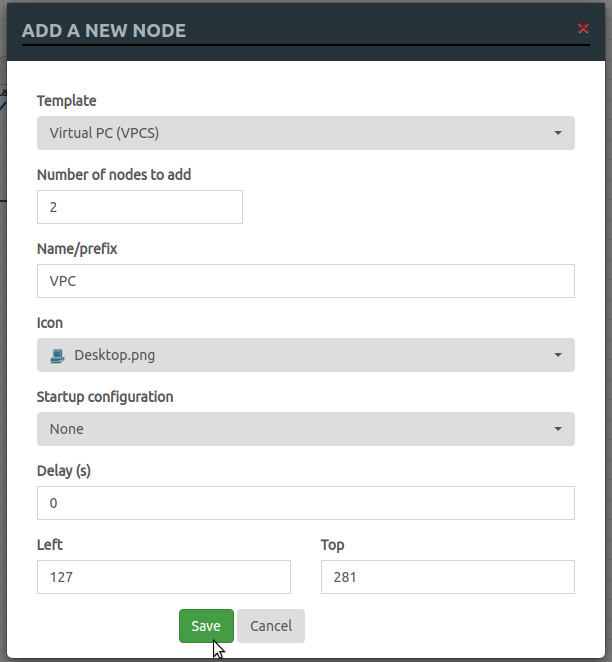 ADD A NEW NODE
Template
Virtual PC (VPCS)
Number of nodes to add
2
Name/prefix
VPC
Icon
Desktop.png
Startup configuration
None
Delay (s)
0
Left Top
127 281
Save Cancel